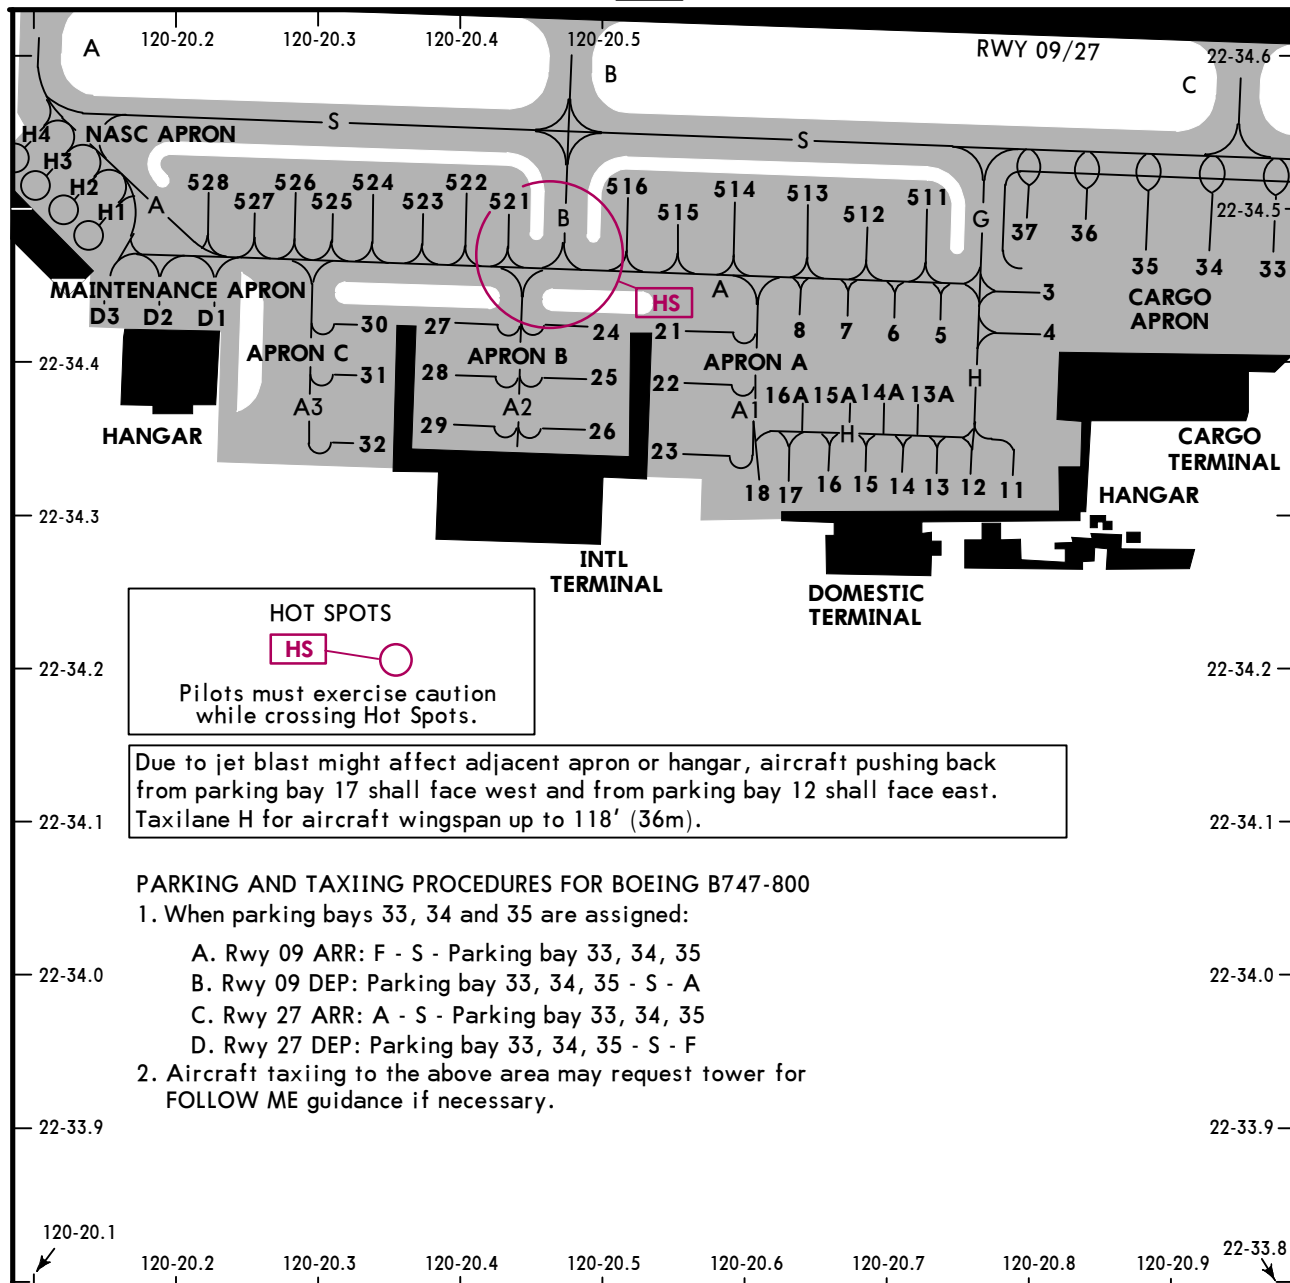 120-20.2 120-20.3 120-20.4 120-20.5
A B RWY 09/27 C 22-34.6
S S
H4 NASC APRON
H3
H2
H1
A
528 527 526 525 524 523 522 521 B 516 515 514 513 512 511 G 37 36 35 34 33
22-34.5
MAINTENANCE APRON
D3 D2 D1
HS
A
CARGO
APRON
3
4
30 27 24 21 8 7 6 5
APRON C APRON B APRON A
22-34.4
31 28 25 22 H
16A 15A 14A 13A
A3 A2 A1
29 26 H
32 23
HANGAR
CARGO
TERMINAL
18 17 16 15 14 13 12 11
HANGAR
22-34.3
INTL
TERMINAL
DOMESTIC
TERMINAL
HOT SPOTS
HS
Pilots must exercise caution
while crossing Hot Spots.
22-34.2 22-34.2
Due to jet blast might affect adjacent apron or hangar, aircraft pushing back
from parking bay 17 shall face west and from parking bay 12 shall face east.
Taxilane H for aircraft wingspan up to 118' (36m).
22-34.1 22-34.1
PARKING AND TAXIING PROCEDURES FOR BOEING B747-800
1. When parking bays 33, 34 and 35 are assigned:
A. Rwy 09 ARR: F - S - Parking bay 33, 34, 35
B. Rwy 09 DEP: Parking bay 33, 34, 35 - S - A
C. Rwy 27 ARR: A - S - Parking bay 33, 34, 35
D. Rwy 27 DEP: Parking bay 33, 34, 35 - S - F
2. Aircraft taxiing to the above area may request tower for
FOLLOW ME guidance if necessary.
22-34.0 22-34.0
22-33.9 22-33.9
120-20.1 22-33.8
120-20.2 120-20.3 120-20.4 120-20.5 120-20.6 120-20.7 120-20.8 120-20.9